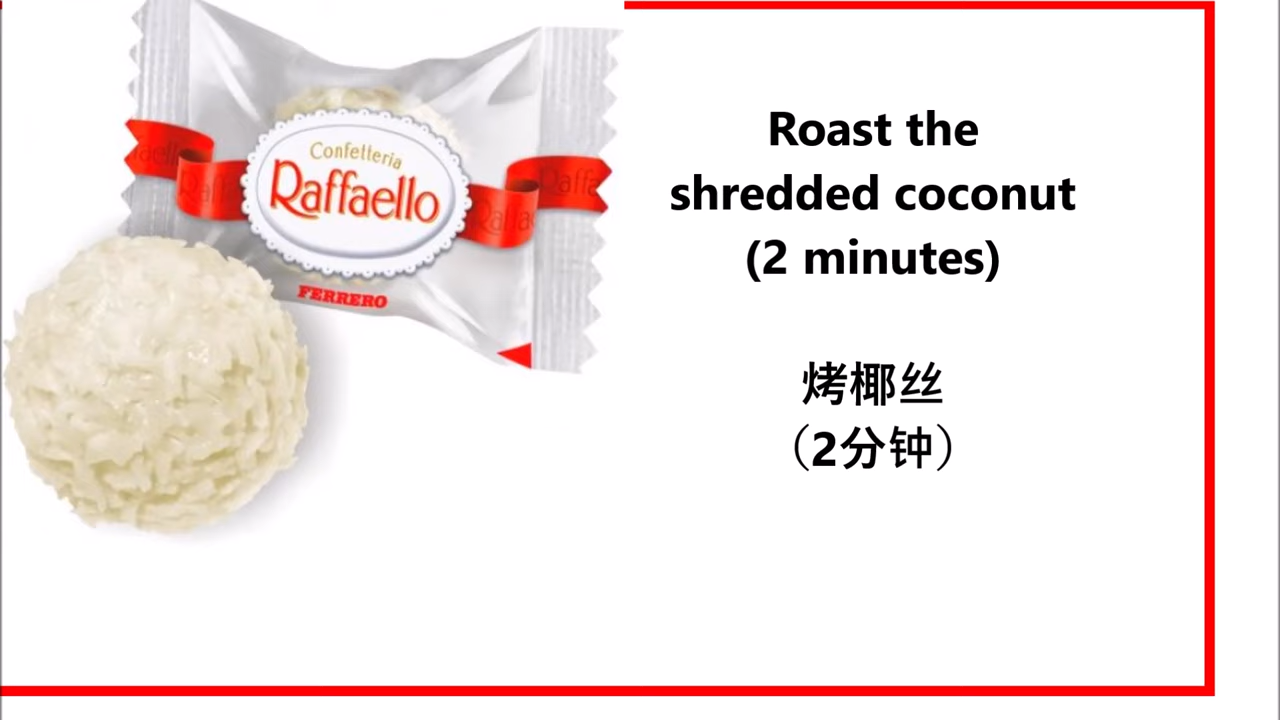 Confetteria
Raffaello
FERRERO
Roast the
shredded coconut
(2 minutes)
烤椰丝
（2分钟）